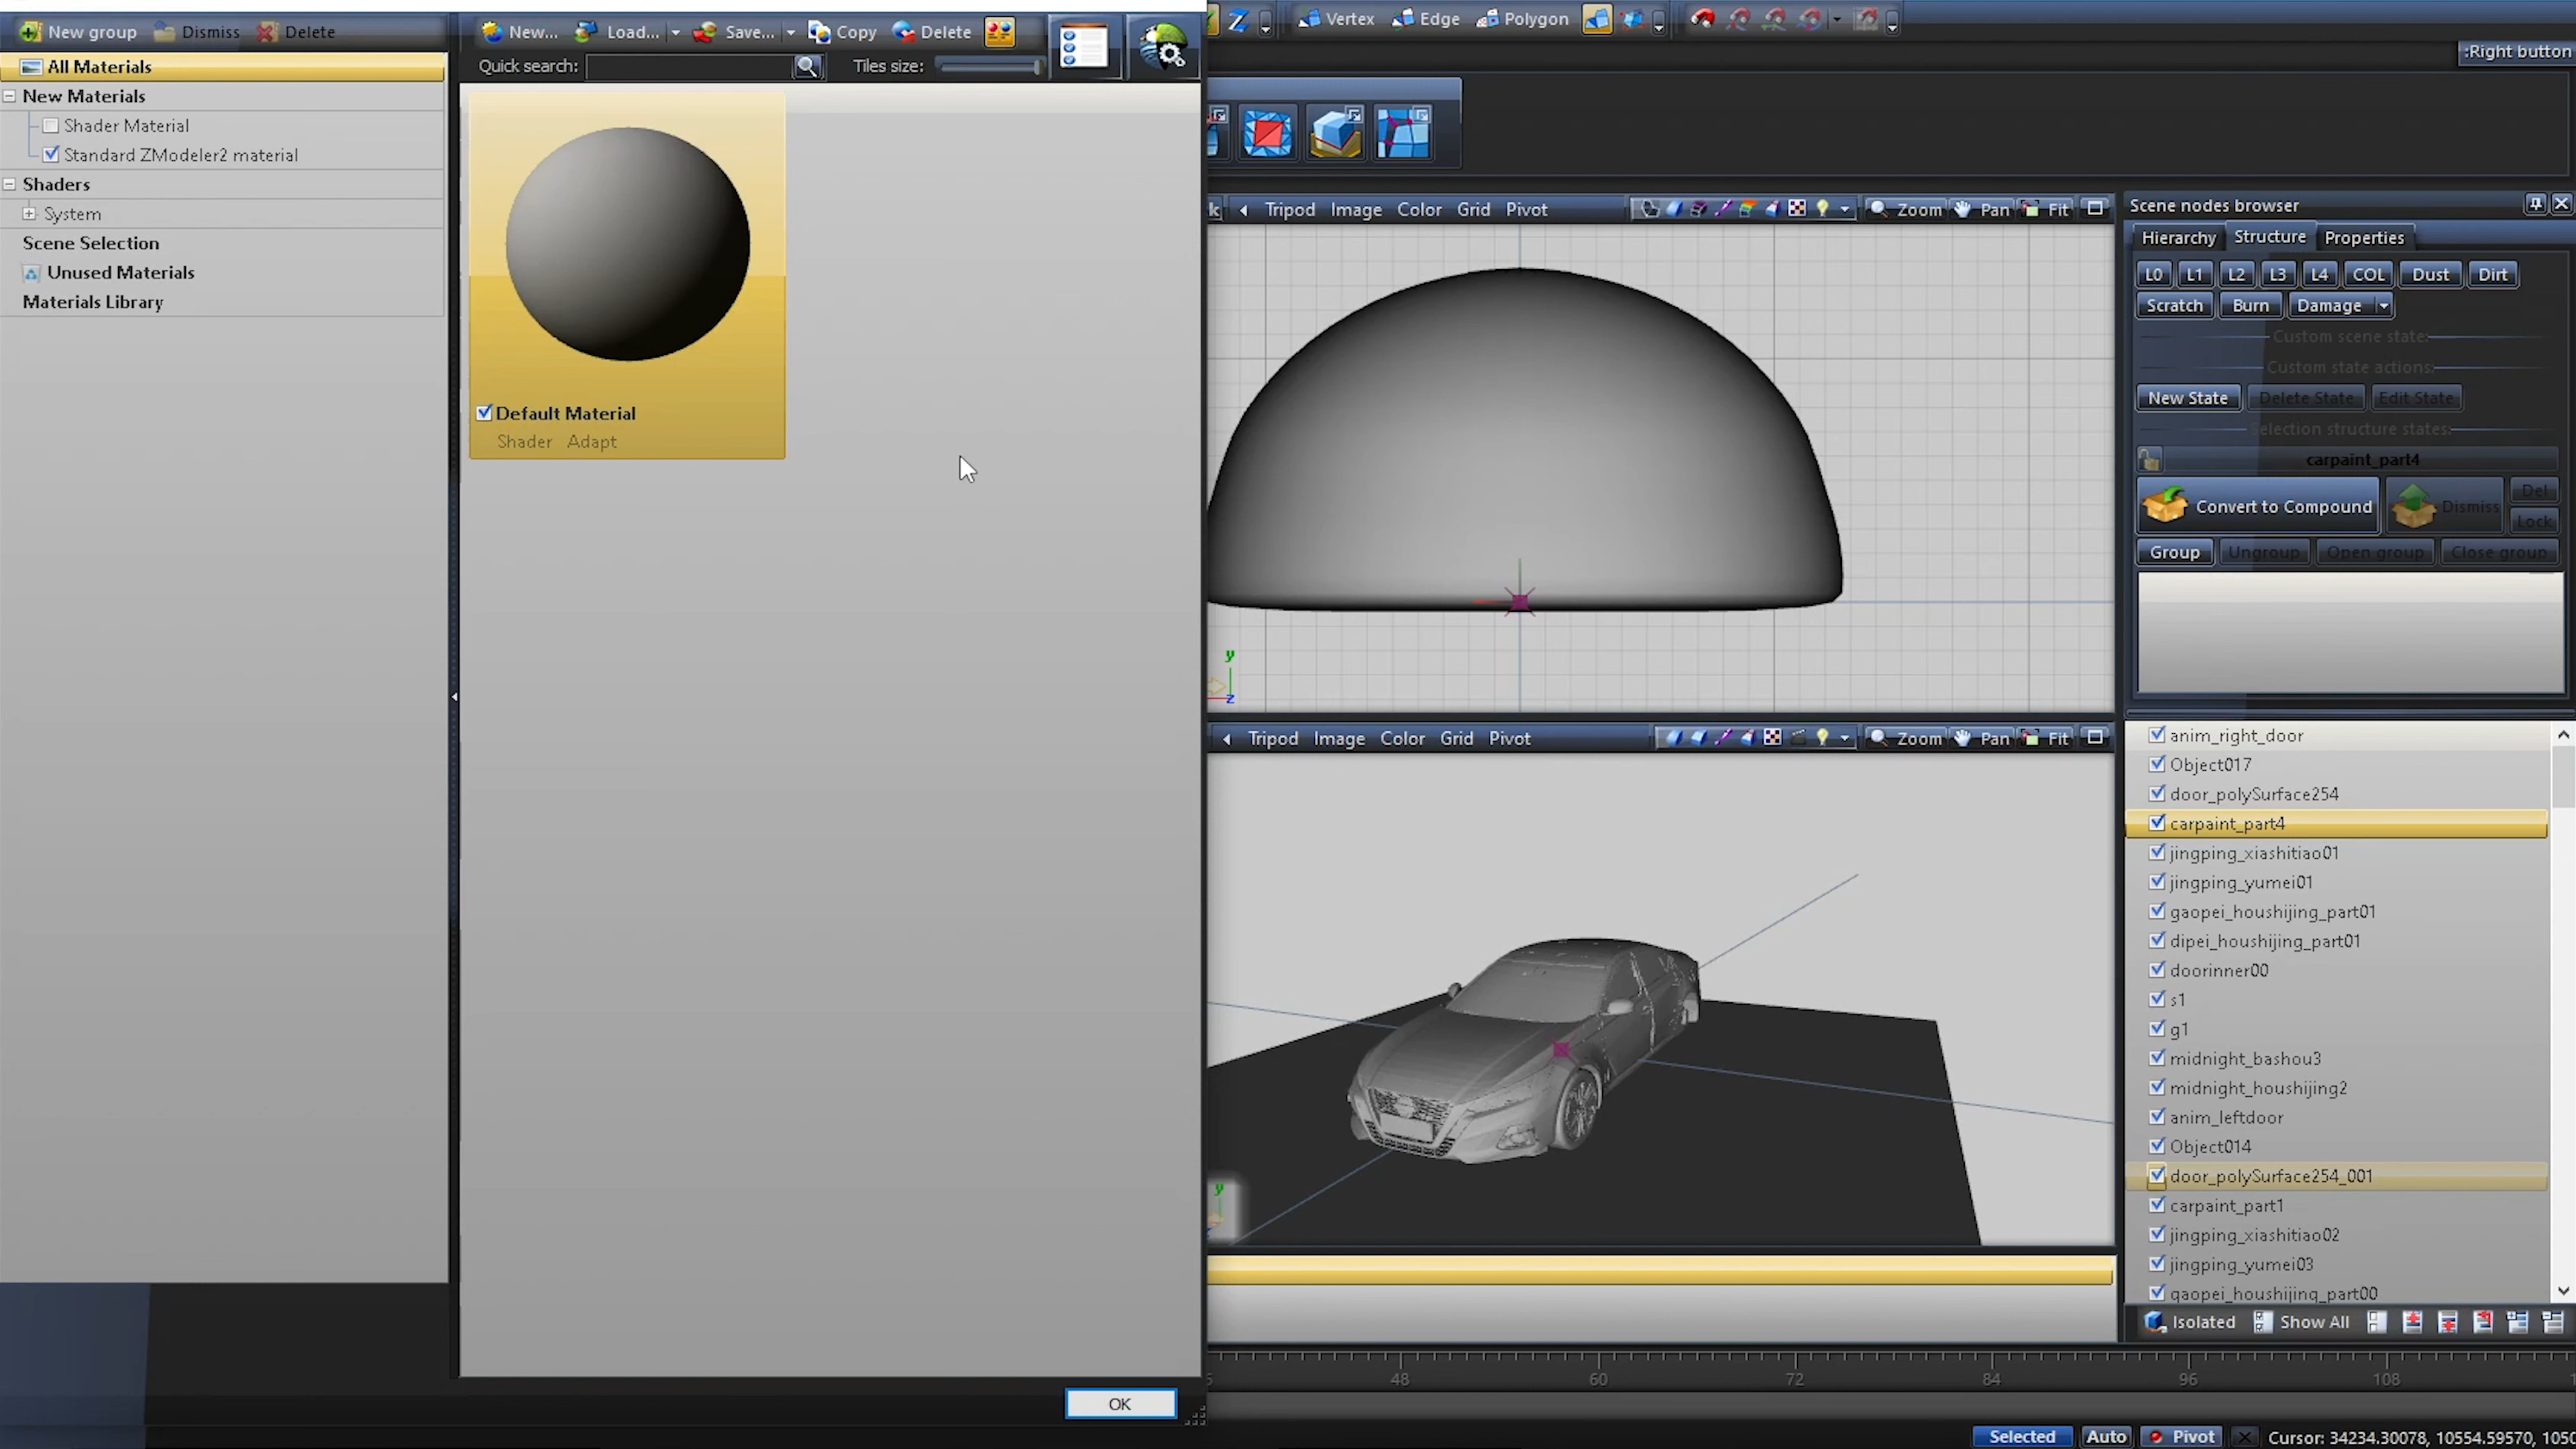 New group Dismiss Delete
All Materials
New Materials
Shader Material
Standard ZModeler2 material
Shaders
System
Scene Selection
Unused Materials
Materials Library
New... Load... Save... Copy Delete
Quick search: Tiles size:
Default Material
Shader Adapt
OK
Z Vertex Edge Polygon
:Right button
Tripod Image Color Grid Pivot Zoom Pan Fit
y
z
Tripod Image Color Grid Pivot Zoom Pan Fit
y
Scene nodes browser
Hierarchy Structure Properties
L0 L1 L2 L3 L4 COL Dust Dirt
Scratch Burn Damage
Custom scene state:
Custom state actions:
New State Delete State Edit State
Selection structure states:
carpaint_part4
Convert to Compound Dismiss Del
Lock
Group Ungroup Open group Close group
anim_right_door
Object017
door_polySurface254
carpaint_part4
jingping_xiashitiao01
jingping_yumei01
gaopei_houshijing_part01
dipei_houshijing_part01
doorinner00
s1
g1
midnight_bashou3
midnight_houshijing2
anim_leftdoor
Object014
door_polySurface254_001
carpaint_part1
jingping_xiashitiao02
jingping_yumei03
gaopei_houshijing_part00
Isolated Show All
48 60 72 84 96 108
Selected Auto Pivot Cursor: 34234.30078, 10554.59570, 105